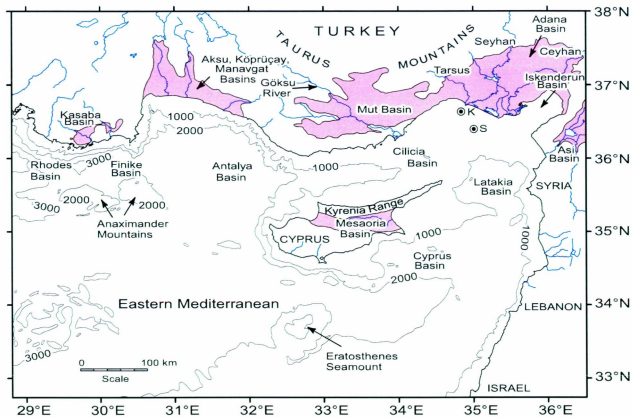 38°N
TURKEY
Adana
Basin
TAURUS
MOUNTAINS
Seyhan
Ceyhan
Aksu, Köprüçay,
Manavgat
Basins
Göksu
River
Tarsus
Iskenderun
Basin
37°N
Mut Basin
K
Kasaba
Basin
1000
2000
S
3000
Cilicia
Basin
Asi
Basin
36°N
Rhodes
Basin
Finike
Basin
Antalya
Basin
1000
Latakia
Basin
SYRIA
3000
2000
2000
Kyrenia Range
Anaximander
Mountains
Mesaoria
Basin
1000
1000
35°N
CYPRUS
Cyprus
Basin
2000
Eastern Mediterranean
LEBANON
34°N
3000
0
100 km
Scale
Eratosthenes
Seamount
33°N
ISRAEL
29°E
30°E
31°E
32°E
33°E
34°E
35°E
36°E